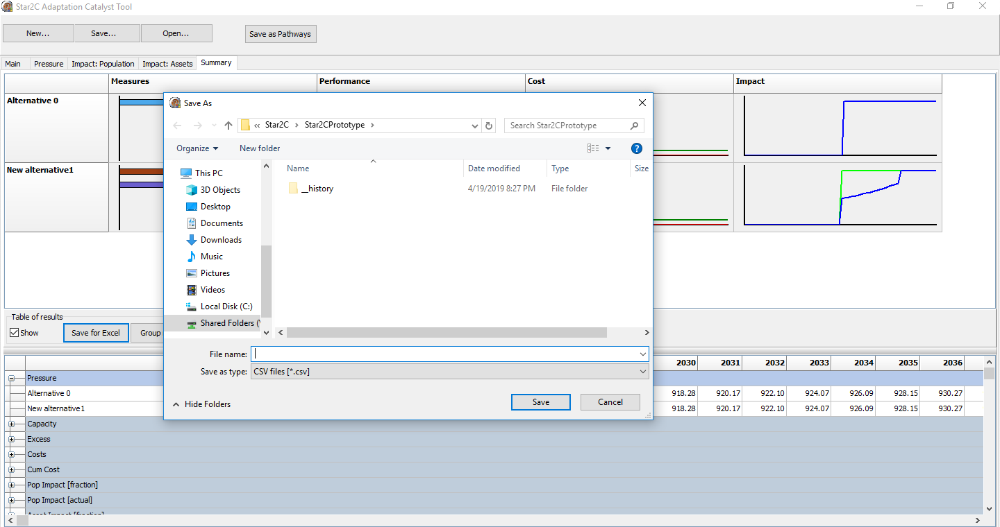 Star2C Adaptation Catalyst Tool
New... Save... Open... Save as Pathways
Main Pressure Impact: Population Impact: Assets Summary
Measures Performance Cost Impact
Alternative 0
New alternative1
Save As
« Star2C › Star2CPrototype › Search Star2CPrototype
Organize New folder ?
Name Date modified Type Size
__history 4/19/2019 8:27 PM File folder
This PC
3D Objects
Desktop
Documents
Downloads
Music
Pictures
Videos
Local Disk (C:)
Shared Folders (
File name:
Save as type: CSV files [*.csv]
Hide Folders Save Cancel
Table of results
Show Save for Excel Group
2030 2031 2032 2033 2034 2035 2036
Pressure
Alternative 0 918.28 920.17 922.10 924.07 926.09 928.15 930.27
New alternative1 918.28 920.17 922.10 924.07 926.09 928.15 930.27
Capacity
Excess
Costs
Cum Cost
Pop Impact [fraction]
Pop Impact [actual]
Asset Impact [fraction]